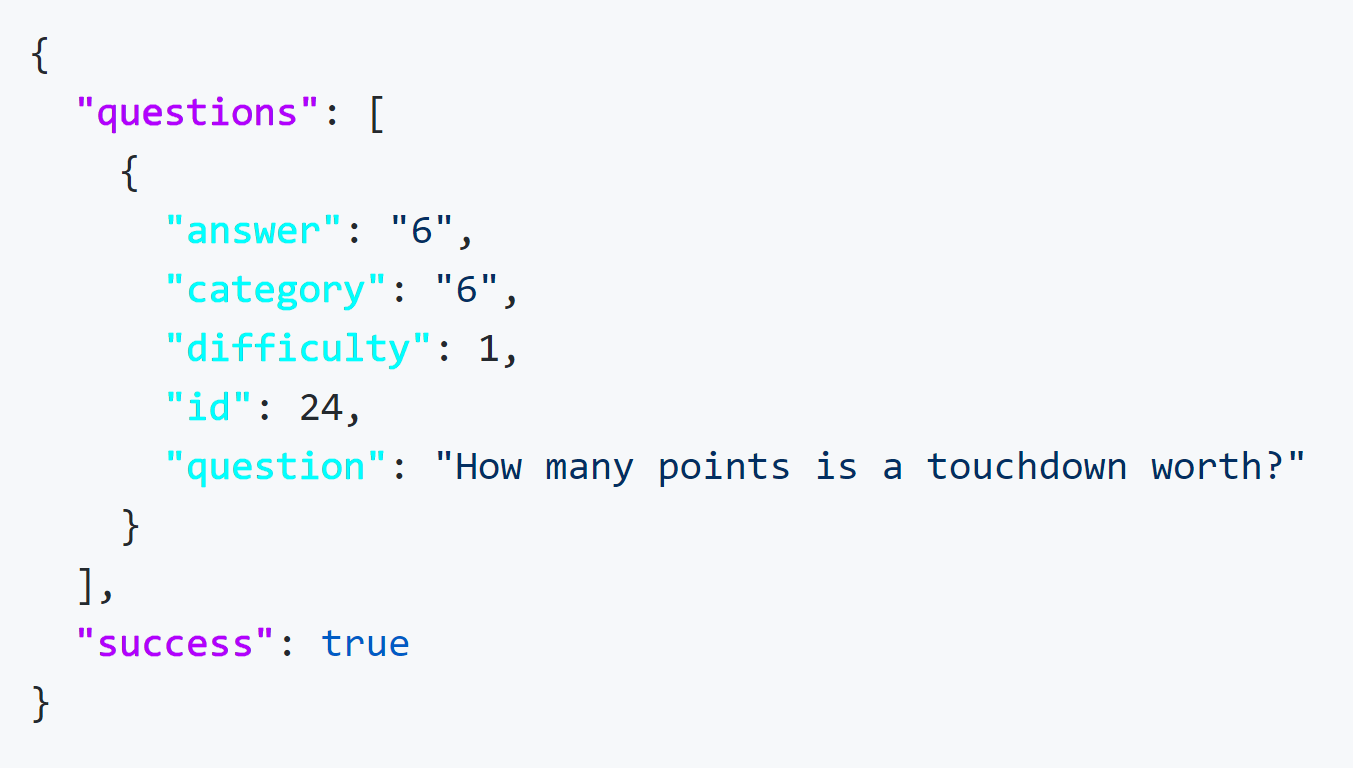 {
  "questions": [
    {
      "answer": "6",
      "category": "6",
      "difficulty": 1,
      "id": 24,
      "question": "How many points is a touchdown worth?"
    }
  ],
  "success": true
}